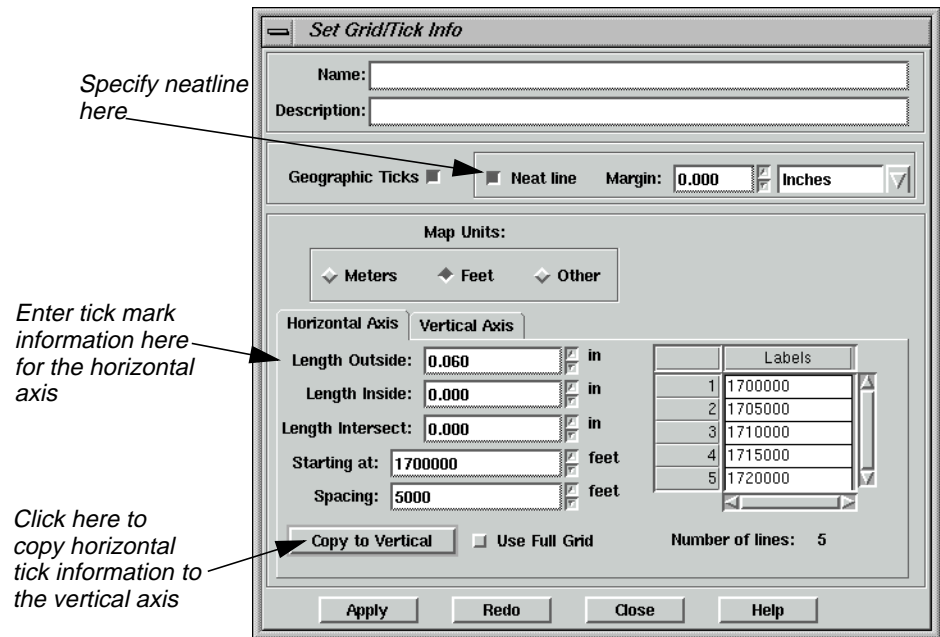 Set Grid/Tick Info
Name:
Specify neatline
here
Description:
Geographic Ticks
Neat line
Margin:
0.000
Inches
Map Units:
Meters
Feet
Other
Enter tick mark
information here
for the horizontal
axis
Horizontal Axis
Vertical Axis
Length Outside: 0.060 in
Length Inside: 0.000 in
Length Intersect: 0.000 in
Starting at: 1700000 feet
Spacing: 5000 feet
Labels
1 1700000
2 1705000
3 1710000
4 1715000
5 1720000
Click here to
copy horizontal
tick information to
the vertical axis
Copy to Vertical
Use Full Grid
Number of lines: 5
Apply
Redo
Close
Help